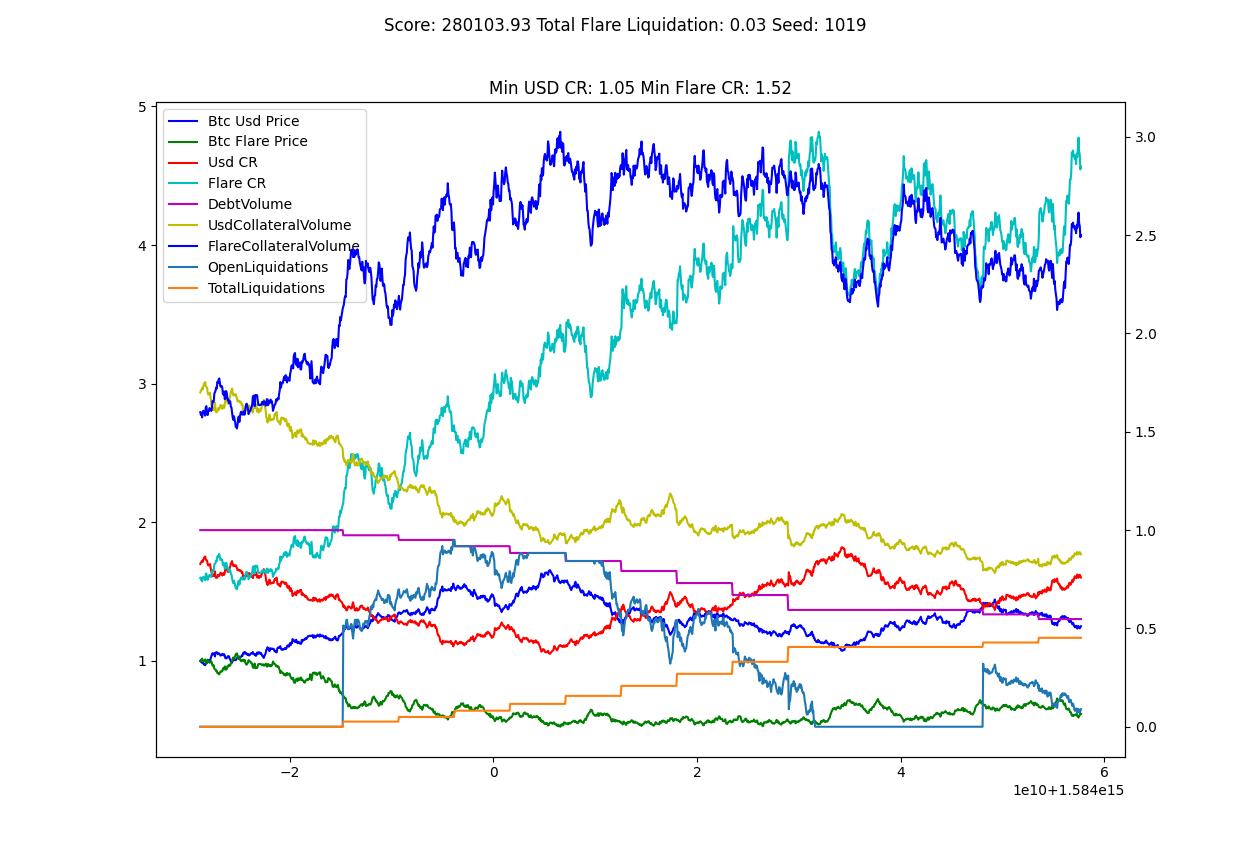 Score: 280103.93 Total Flare Liquidation: 0.03 Seed: 1019
Min USD CR: 1.05 Min Flare CR: 1.52
Btc Usd Price
Btc Flare Price
Usd CR
Flare CR
DebtVolume
UsdCollateralVolume
FlareCollateralVolume
OpenLiquidations
TotalLiquidations
5
4
3
2
1
3.0
2.5
2.0
1.5
1.0
0.5
0.0
−2 0 2 4 6
1e10+1.584e15